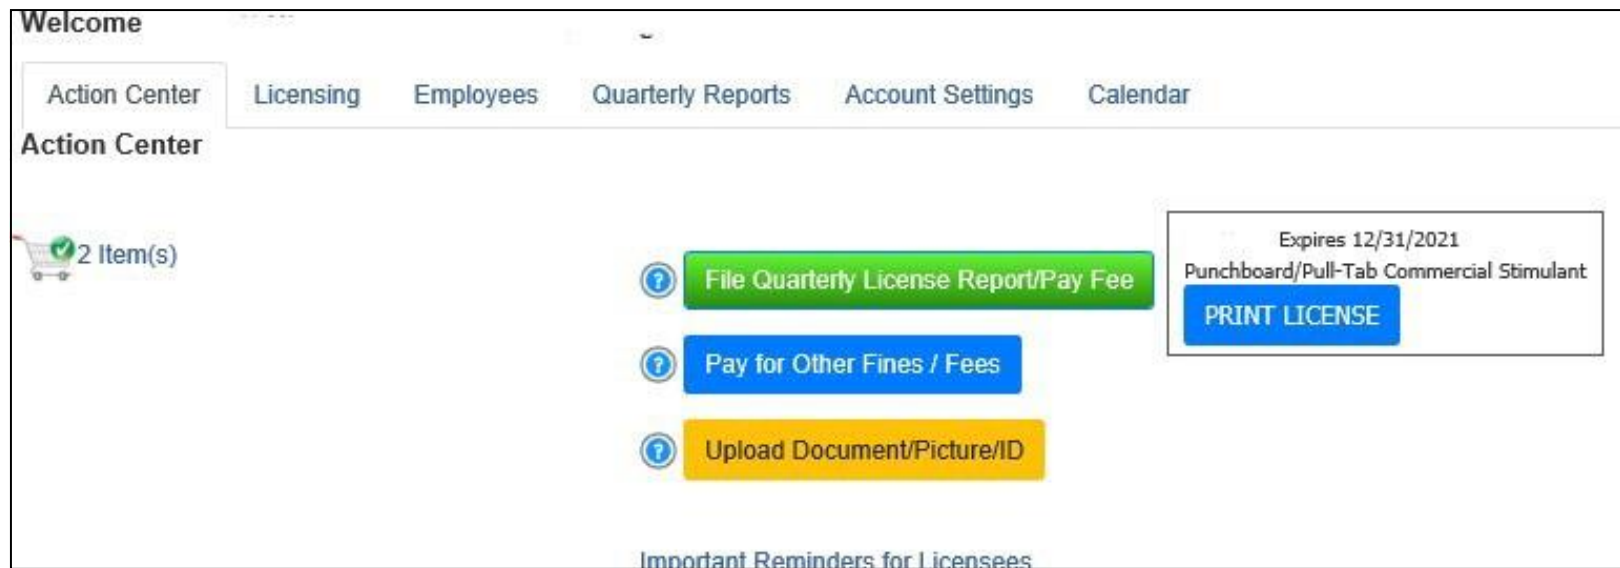 Welcome
Action Center Licensing Employees Quarterly Reports Account Settings Calendar
Action Center
2 Item(s)
File Quarterly License Report/Pay Fee
Pay for Other Fines / Fees
Upload Document/Picture/ID
Expires 12/31/2021
Punchboard/Pull-Tab Commercial Stimulant
PRINT LICENSE
Important Reminders for Licensees